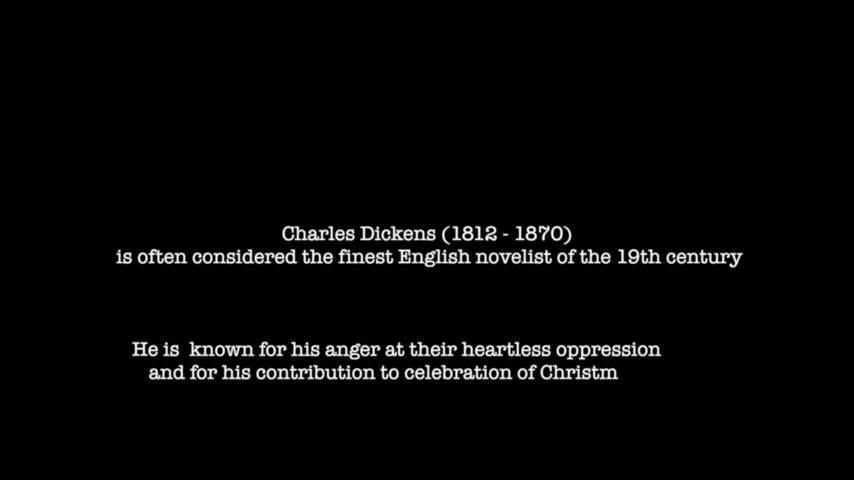 Charles Dickens (1812 - 1870)
is often considered the finest English novelist of the 19th century
He is  known for his anger at their heartless oppression
and for his contribution to celebration of Christm